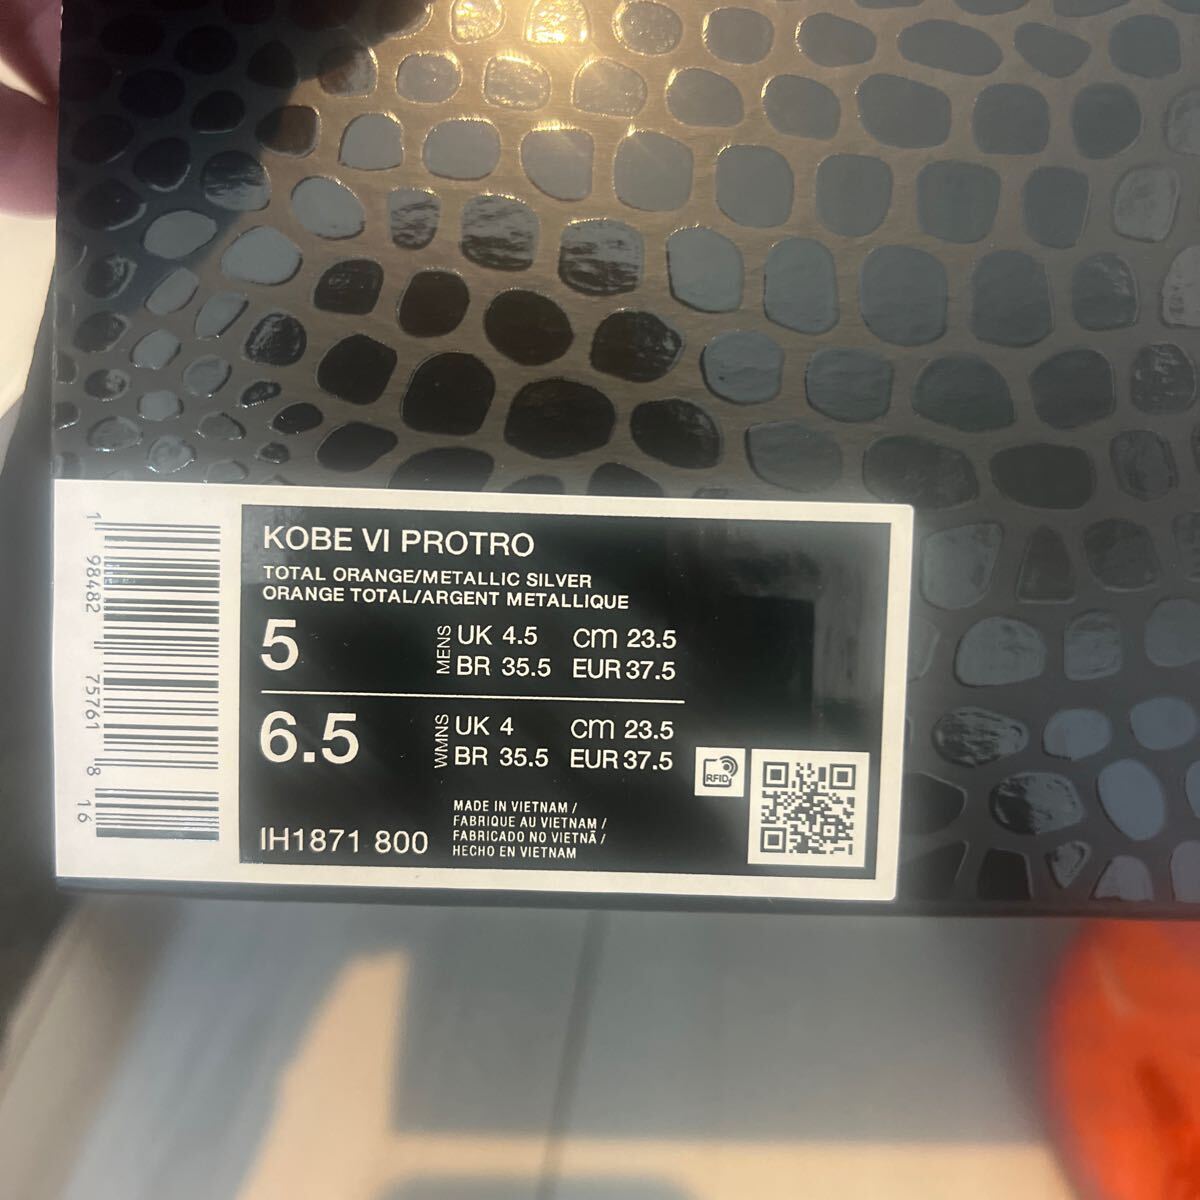 KOBE VI PROTRO
TOTAL ORANGE/METALLIC SILVER
ORANGE TOTAL/ARGENT METALLIQUE
5 MENS UK 4.5 cm 23.5
BR 35.5 EUR 37.5
6.5 WMNS UK 4 cm 23.5
BR 35.5 EUR 37.5
RFID
MADE IN VIETNAM /
FABRIQUE AU VIETNAM /
FABRICADO NO VIETNÃ /
HECHO EN VIETNAM
IH1871 800
1 98482 75761 8 16